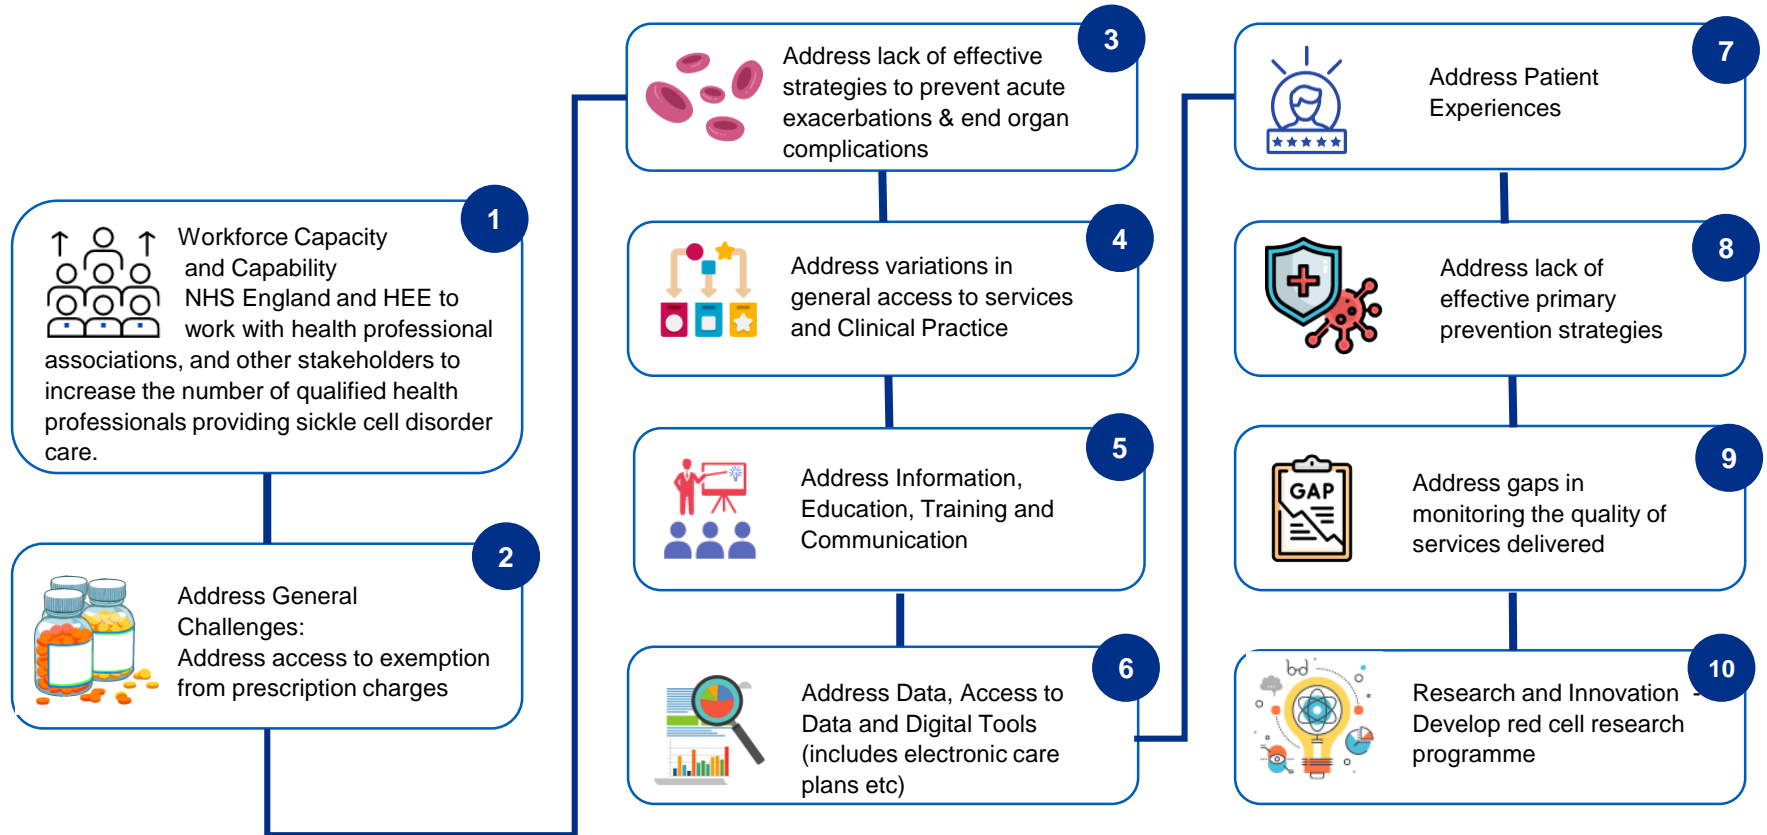 1
Workforce Capacity
and Capability
NHS England and HEE to
work with health professional
associations, and other stakeholders to
increase the number of qualified health
professionals providing sickle cell disorder
care.
2
Address General
Challenges:
Address access to exemption
from prescription charges
3
Address lack of effective
strategies to prevent acute
exacerbations & end organ
complications
4
Address variations in
general access to services
and Clinical Practice
5
Address Information,
Education, Training and
Communication
6
Address Data, Access to
Data and Digital Tools
(includes electronic care
plans etc)
7
Address Patient
Experiences
8
Address lack of
effective primary
prevention strategies
9
GAP
Address gaps in
monitoring the quality of
services delivered
10
Research and Innovation -
Develop red cell research
programme